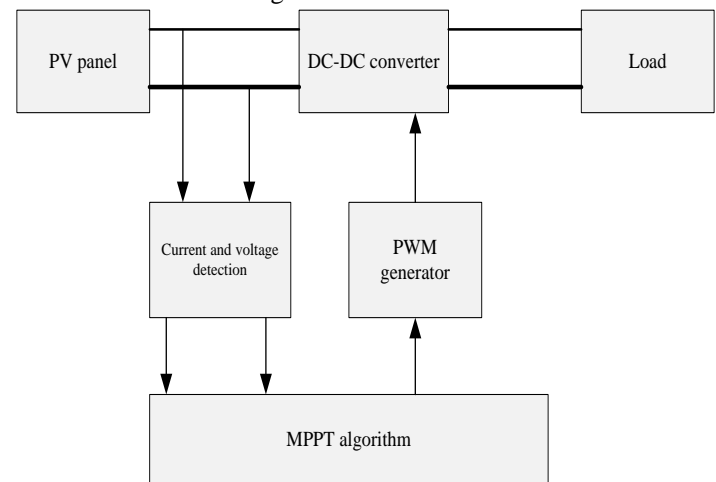 PV panel
DC-DC converter
Load
Current and voltage
detection
PWM
generator
MPPT algorithm